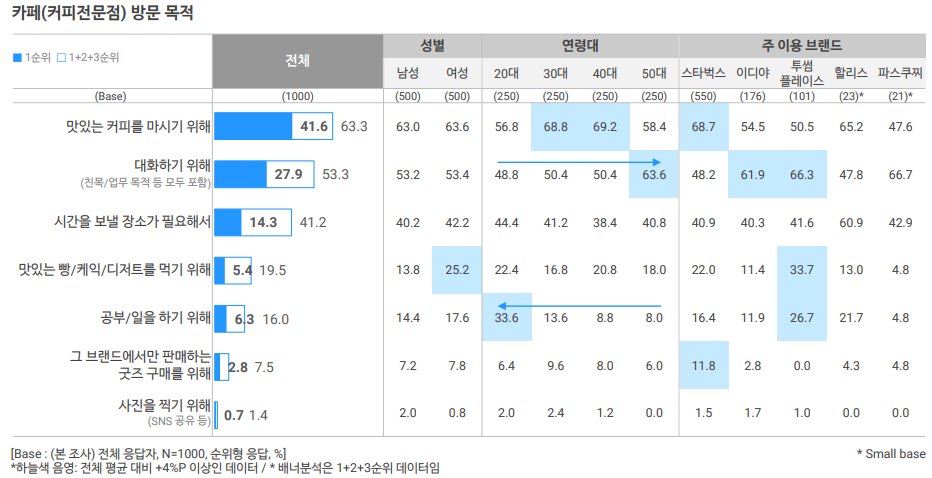 카페(커피전문점) 방문 목적
1순위 1+2+3순위
전체 성별 연령대 주 이용 브랜드
남성 여성 20대 30대 40대 50대 스타벅스 이디야 투썸 플레이스 할리스 파스쿠찌
(Base) (1000) (500) (500) (250) (250) (250) (250) (550) (176) (101) (23)* (21)*
맛있는 커피를 마시기 위해 41.6 63.3 63.0 63.6 56.8 68.8 69.2 58.4 68.7 54.5 50.5 65.2 47.6
대화하기 위해
(친목/업무 목적 등 모두 포함) 27.9 53.3 53.2 53.4 48.8 50.4 50.4 63.6 48.2 61.9 66.3 47.8 66.7
시간을 보낼 장소가 필요해서 14.3 41.2 40.2 42.2 44.4 41.2 38.4 40.8 40.9 40.3 41.6 60.9 42.9
맛있는 빵/케익/디저트를 먹기 위해 5.4 19.5 13.8 25.2 22.4 16.8 20.8 18.0 22.0 11.4 33.7 13.0 4.8
공부/일을 하기 위해 6.3 16.0 14.4 17.6 33.6 13.6 8.8 8.0 16.4 11.9 26.7 21.7 4.8
그 브랜드에서만 판매하는
굿즈 구매를 위해 2.8 7.5 7.2 7.8 6.4 9.6 8.0 6.0 11.8 2.8 0.0 4.3 4.8
사진을 찍기 위해
(SNS 공유 등) 0.7 1.4 2.0 0.8 2.0 2.4 1.2 0.0 1.5 1.7 1.0 0.0 0.0
[Base : (본 조사) 전체 응답자, N=1000, 순위형 응답, %] * Small base
*하늘색 음영: 전체 평균 대비 +4%P 이상인 데이터 / * 배너분석은 1+2+3순위 데이터임